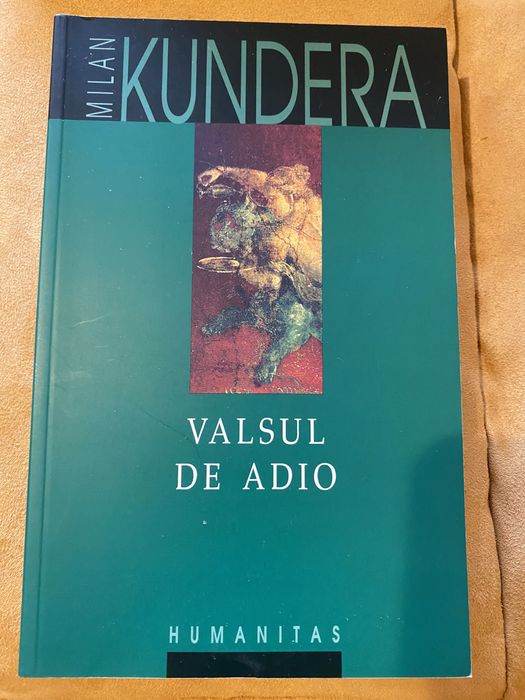 MILAN
KUNDERA
VALSUL
DE ADIO
HUMANITAS